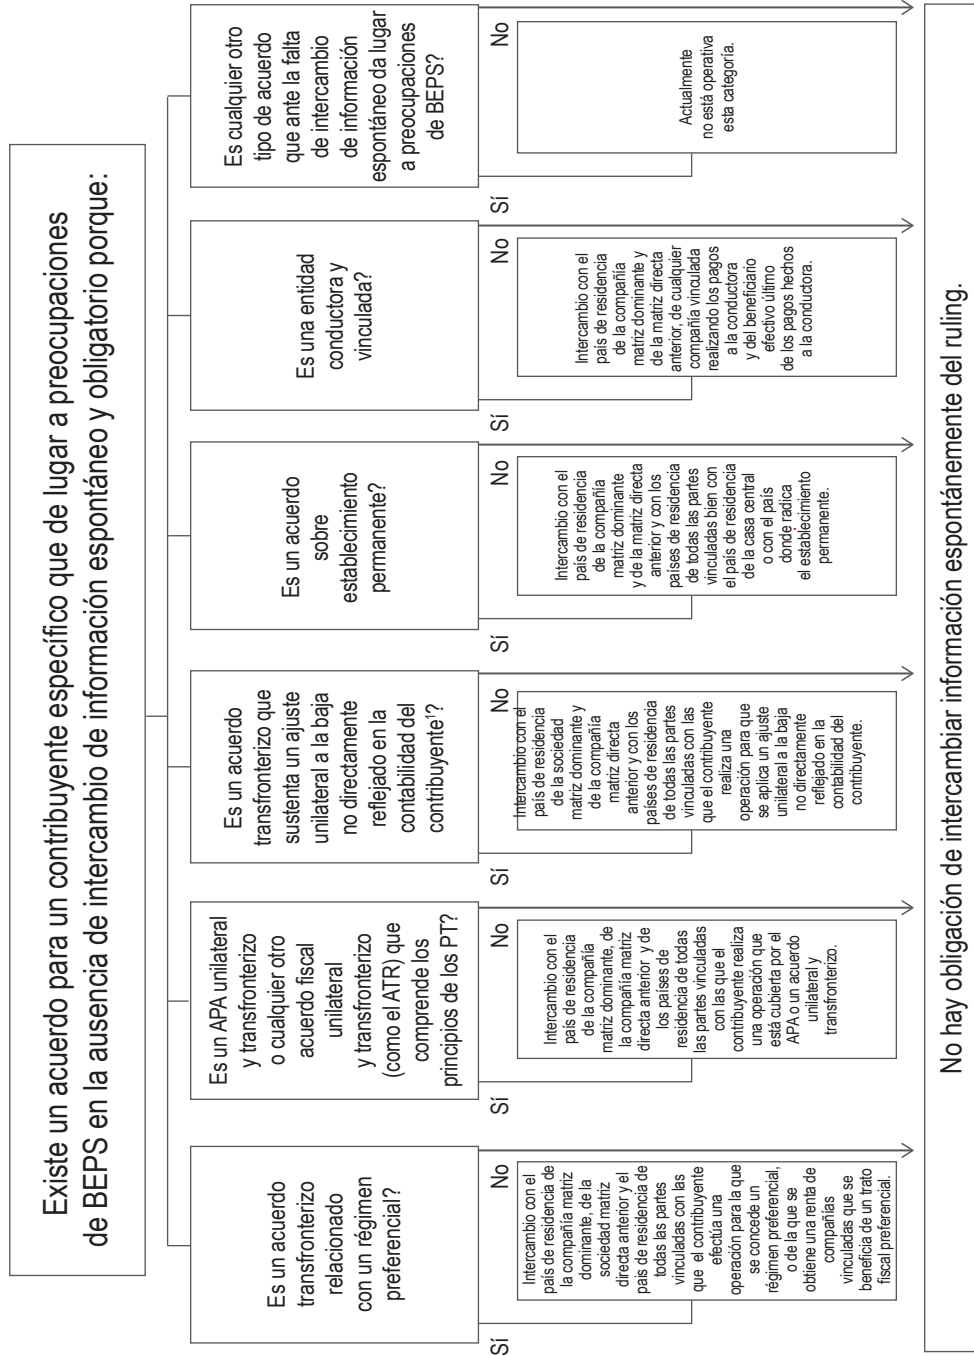 Existe un acuerdo para un contribuyente específico que de lugar a preocupaciones
de BEPS en la ausencia de intercambio de información espontáneo y obligatorio porque:
Es un acuerdo
transfronterizo
relacionado
con un régimen
preferencial?
Sí
No
Intercambio con el
país de residencia de
la compañía matriz
dominante, de la
sociedad matriz
directa anterior y el
país de residencia de
todas las partes
vinculadas con las
que el contribuyente
efectúa una
operación para la que
se concede un
régimen preferencial,
o de la que se
obtiene una renta de
compañías
vinculadas que se
beneficia de un trato
fiscal preferencial.
Es un APA unilateral
y transfronterizo
o cualquier otro
acuerdo fiscal
unilateral
y transfronterizo
(como el ATR) que
comprende los
principios de los PT?
Sí
No
Intercambio con el
país de residencia
de la compañía
matriz dominante, de
la compañía matriz
directa anterior y de
los países de
residencia de todas
las partes vinculadas
con las que el
contribuyente realiza
una operación que
está cubierta por el
APA o un acuerdo
unilateral y
transfronterizo.
Es un acuerdo
transfronterizo que
sustenta un ajuste
unilateral a la baja
no directamente
reflejado en la
contabilidad del
contribuyente¹⁷?
Sí
No
Intercambio con el
país de residencia
de la sociedad
matriz dominante y
de la compañía
matriz directa
anterior y con los
países de residencia
de todas las partes
vinculadas con las
que el contribuyente
realiza una
operación para que
se aplica un ajuste
unilateral a la baja
no directamente
reflejado en la
contabilidad del
contribuyente.
Es un acuerdo
sobre
establecimiento
permanente?
Sí
No
Intercambio con el
país de residencia
de la compañía
matriz dominante
y de la matriz directa
anterior y con los
países de residencia
de todas las partes
vinculadas bien con
el país de residencia
de la casa central
o con el país
donde radica
el establecimiento
permanente.
Es una entidad
conductora y
vinculada?
Sí
No
Intercambio con el
país de residencia
de la compañía
matriz dominante y
de la matriz directa
anterior, de cualquier
compañía vinculada
realizando los pagos
a la conductora
y del beneficiario
efectivo último
de los pagos hechos
a la conductora.
Es cualquier otro
tipo de acuerdo
que ante la falta
de intercambio
de información
espontáneo da lugar
a preocupaciones
de BEPS?
Sí
No
Actualmente
no está operativa
esta categoría.
No hay obligación de intercambiar información espontánemente del ruling.